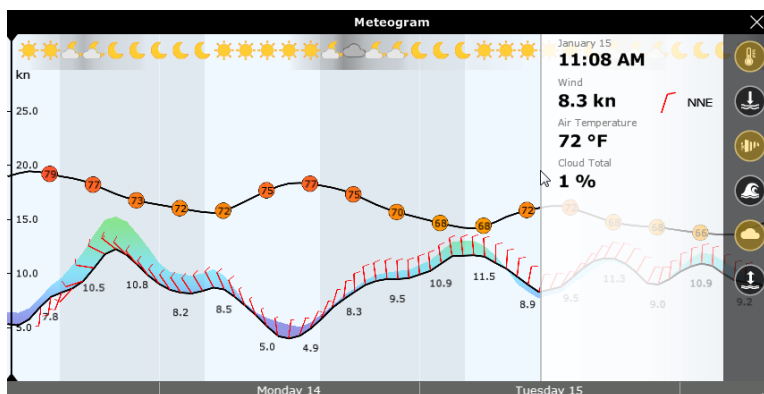 Meteogram
January 15
11:08 AM
Wind
8.3 kn NNE
Air Temperature
72 °F
Cloud Total
1 %
kn
25.0
20.0
15.0
10.0
5.0
79 77 73 72 72 75 77 75 70 68 68 72 72 68 68 66
7.8 10.5 10.8 8.2 8.5 5.0 4.9 8.3 9.5 10.9 11.5 8.9 9.5 11.3 9.0 10.9 9.2
Monday 14 Tuesday 15